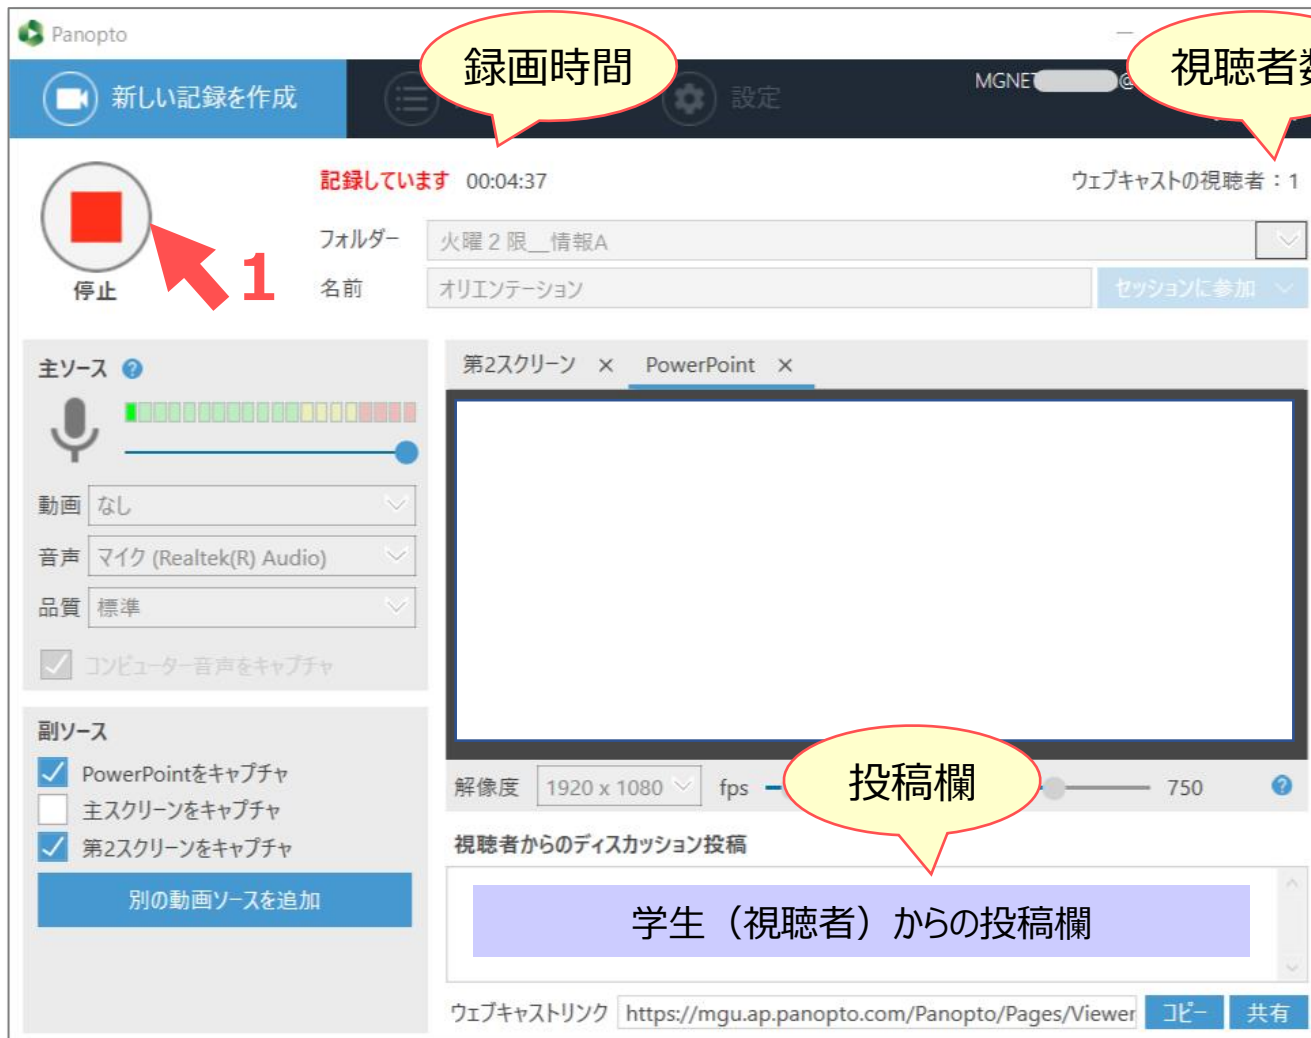 Panopto
録画時間
視聴者数
新しい記録を作成
設定
MGNET
@
記録しています 00:04:37
ウェブキャストの視聴者：1
フォルダー 火曜２限__情報A
1
停止
名前 オリエンテーション セッションに参加
主ソース ?
第2スクリーン × PowerPoint ×
動画 なし
音声 マイク (Realtek(R) Audio)
品質 標準
コンピューター音声をキャプチャ
副ソース
PowerPointをキャプチャ
主スクリーンをキャプチャ
第2スクリーンをキャプチャ
別の動画ソースを追加
解像度 1920 x 1080 fps
投稿欄
750 ?
視聴者からのディスカッション投稿
学生（視聴者）からの投稿欄
ウェブキャストリンク https://mgu.ap.panopto.com/Panopto/Pages/Viewer コピー 共有